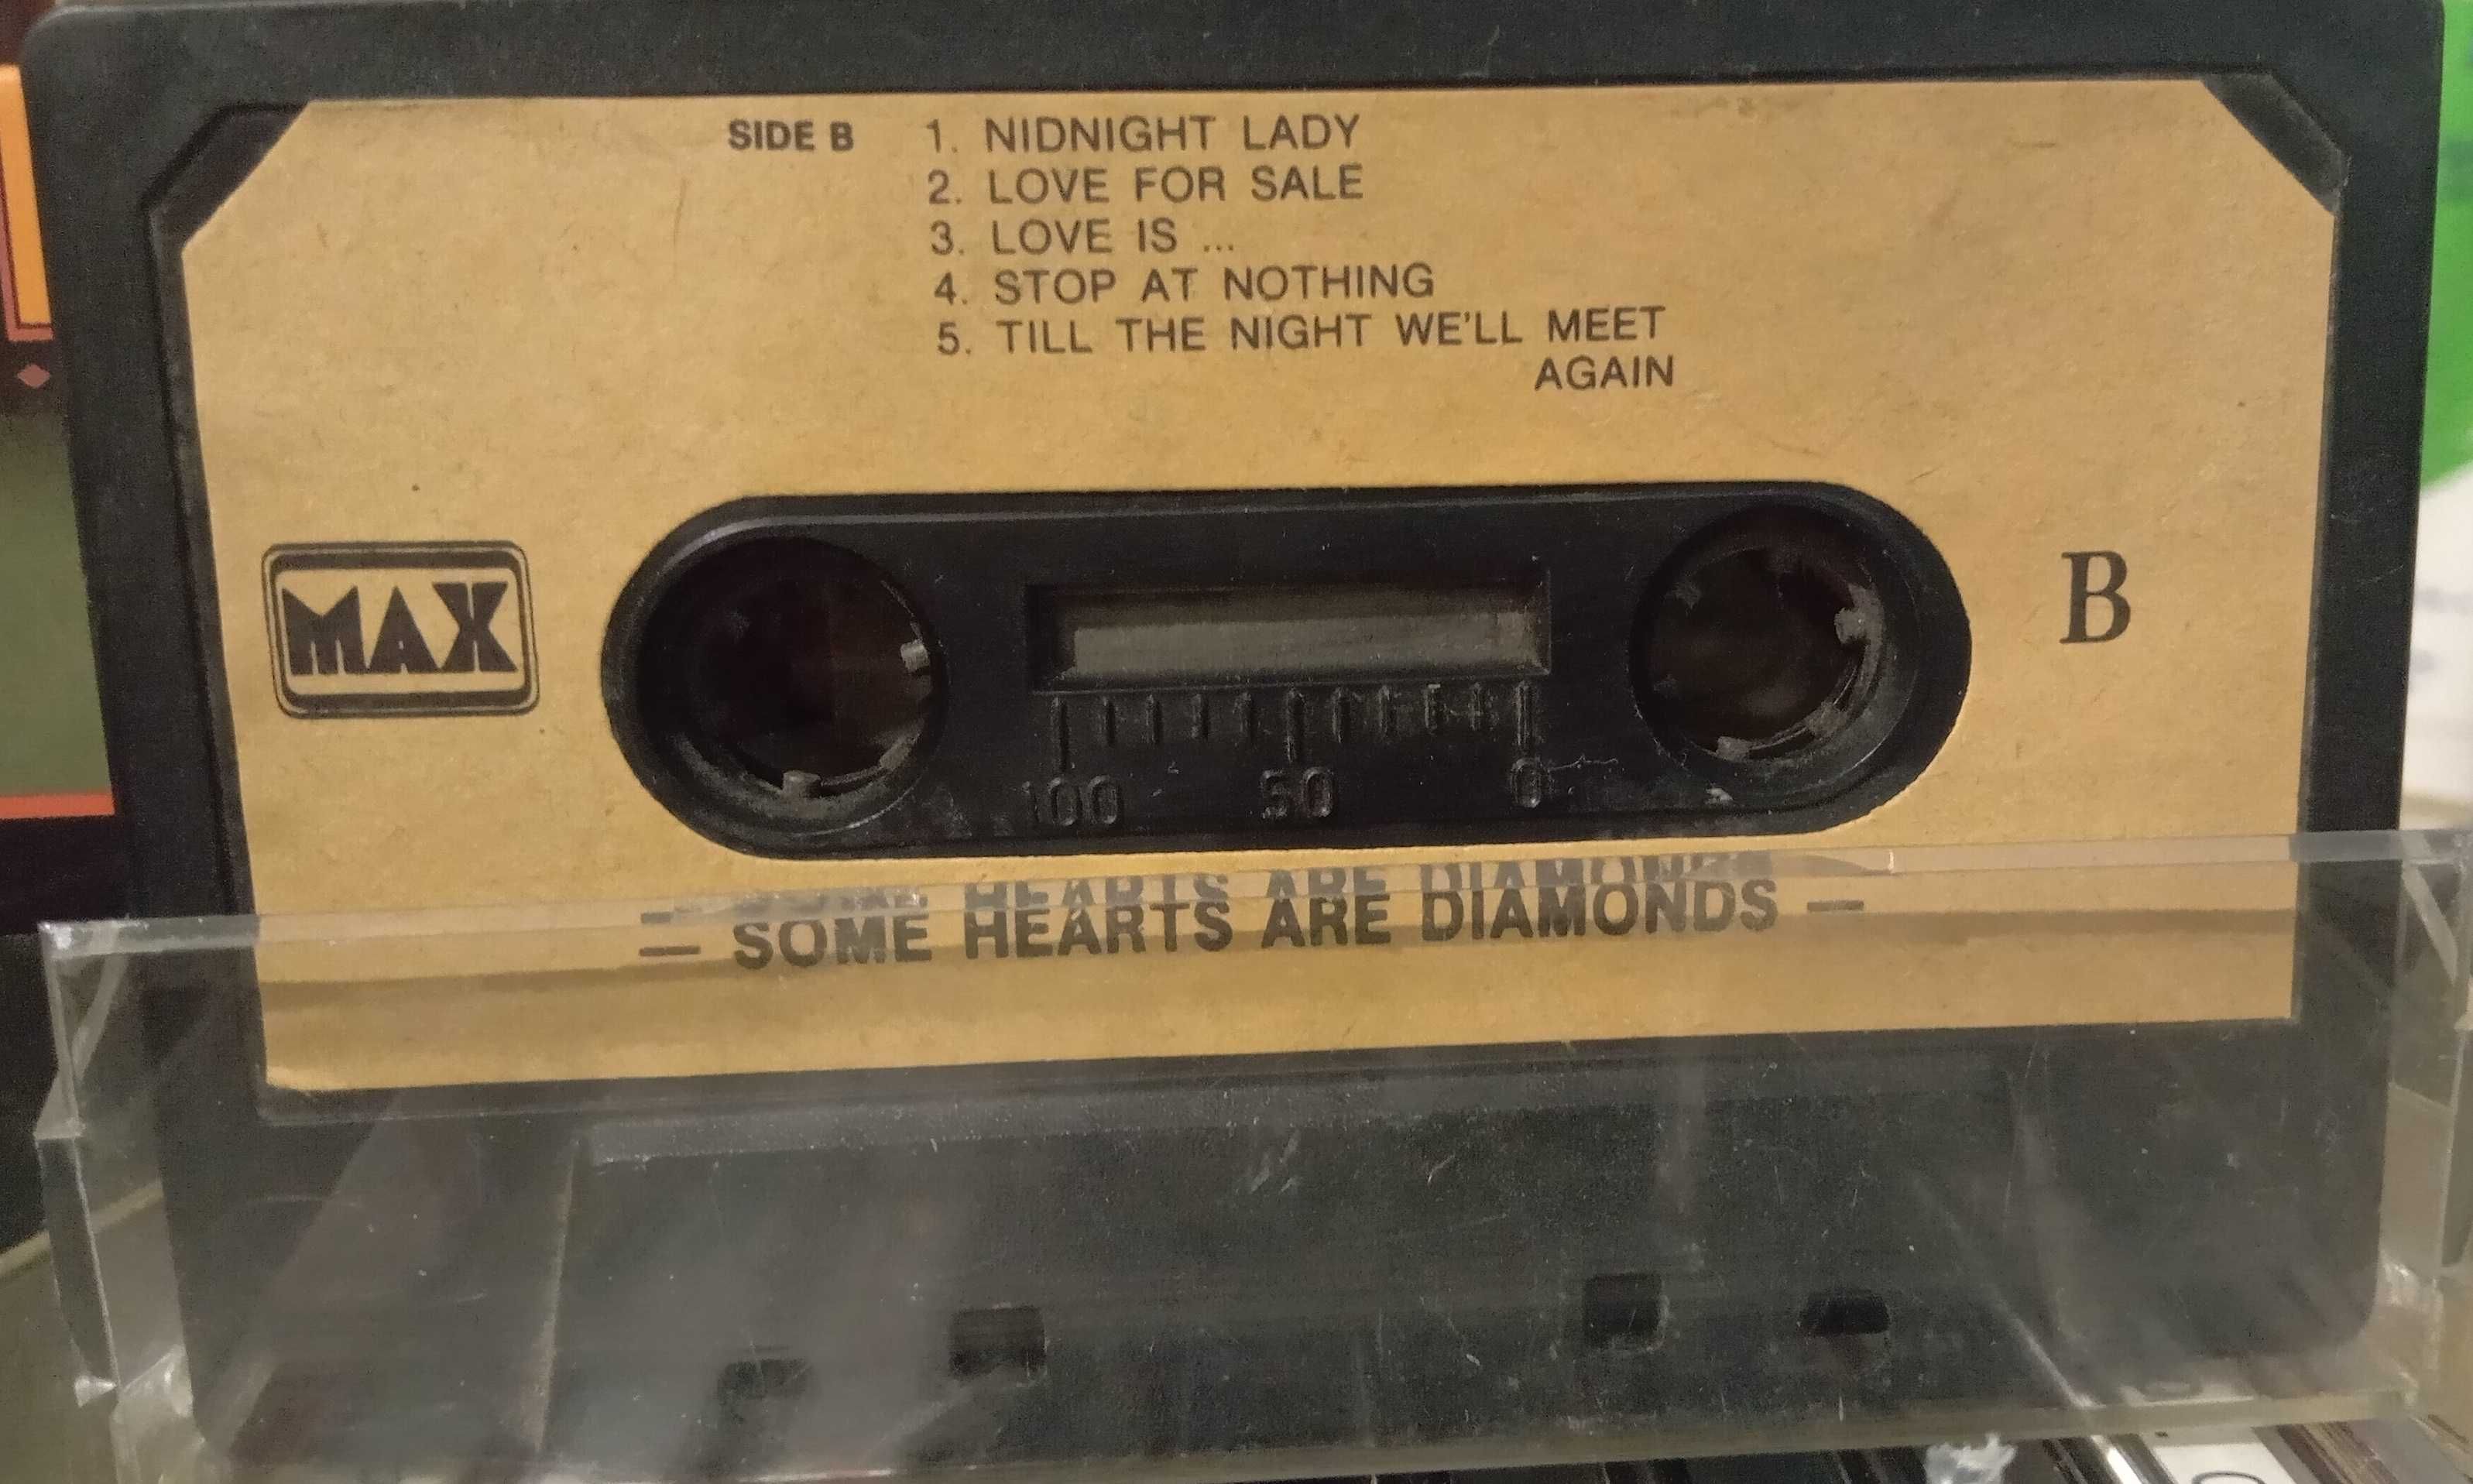 SIDE B 1. NIDNIGHT LADY
2. LOVE FOR SALE
3. LOVE IS ...
4. STOP AT NOTHING
5. TILL THE NIGHT WE'LL MEET
AGAIN
MAX
B
100 50 0
— SOME HEARTS ARE DIAMONDS —